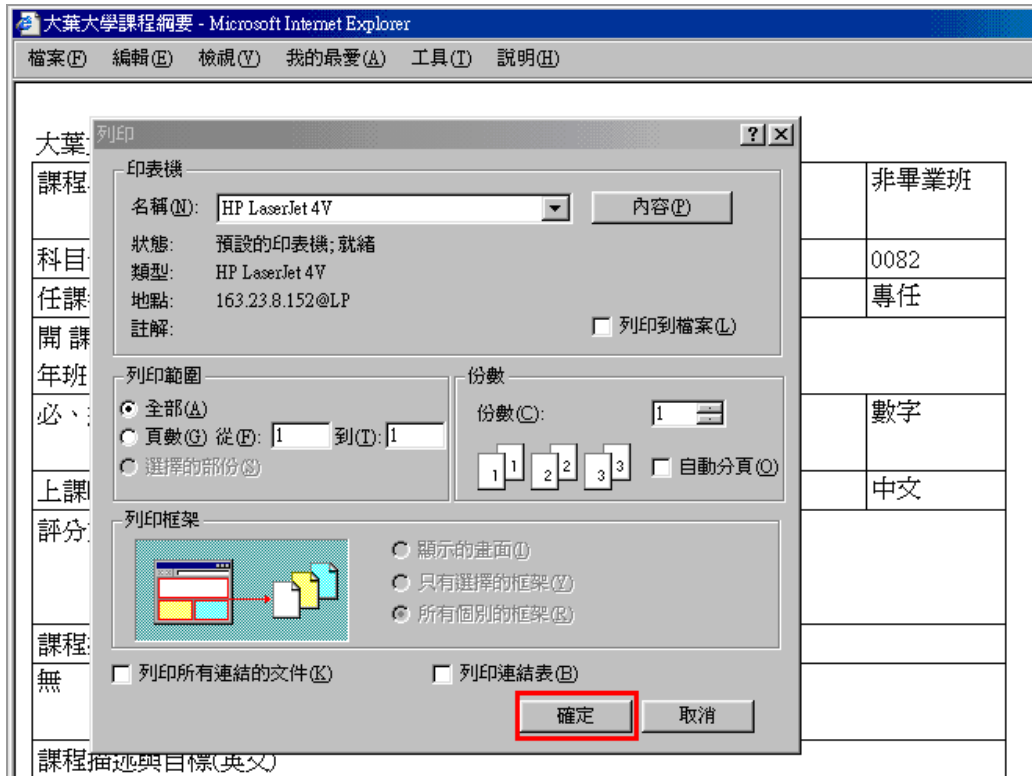 大葉大學課程綱要 - Microsoft Internet Explorer
檔案(F) 編輯(E) 檢視(V) 我的最愛(A) 工具(T) 說明(H)
大葉
列印
印表機
課程
非畢業班
名稱(N): HP LaserJet 4V 內容(P)
狀態: 預設的印表機; 就緒
科目
0082
類型: HP LaserJet 4V
任課
地點: 163.23.8.152@LP
專任
註解:
列印到檔案(L)
開 課
年班
列印範圍
份數
全部(A)
份數(C): 1
必、
數字
頁數(G) 從(F): 1 到(T): 1
選擇的部份(S)
1 1 2 2 3 3
自動分頁(O)
上課
中文
評分
列印框架
顯示的畫面(I)
只有選擇的框架(V)
所有個別的框架(R)
課程
列印所有連結的文件(K) 列印連結表(B)
無
確定 取消
課程描述與目標(英文)